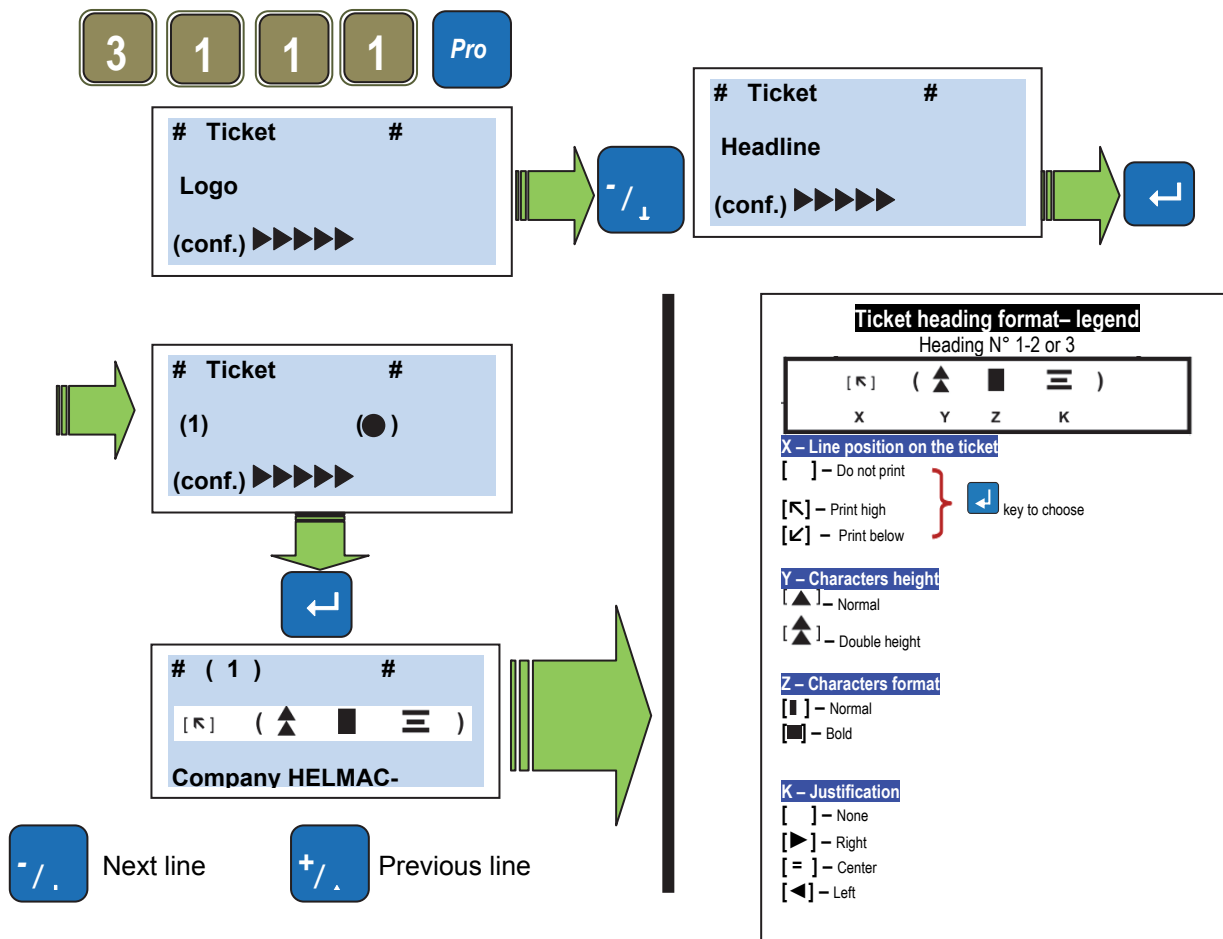 3 1 1 1 Pro
# Ticket #
Logo
(conf.) ▶▶▶▶▶
-/↓
# Ticket #
Headline
(conf.) ▶▶▶▶▶
↵
# Ticket #
(1) (●)
(conf.) ▶▶▶▶▶
↵
# ( 1 ) #
[↖] ( ⏫ ■ ☰ )
Company HELMAC-
-/. Next line
+/. Previous line
Ticket heading format– legend
Heading N° 1-2 or 3
[↖] ( ⏫ ■ ☰ )
X Y Z K
X – Line position on the ticket
[ ] – Do not print
[↖] – Print high
[↙] – Print below
↵ key to choose
Y – Characters height
[▲] – Normal
[⏫] – Double height
Z – Characters format
[▮] – Normal
[■] – Bold
K – Justification
[ ] – None
[▶] – Right
[ = ] – Center
[◀] – Left